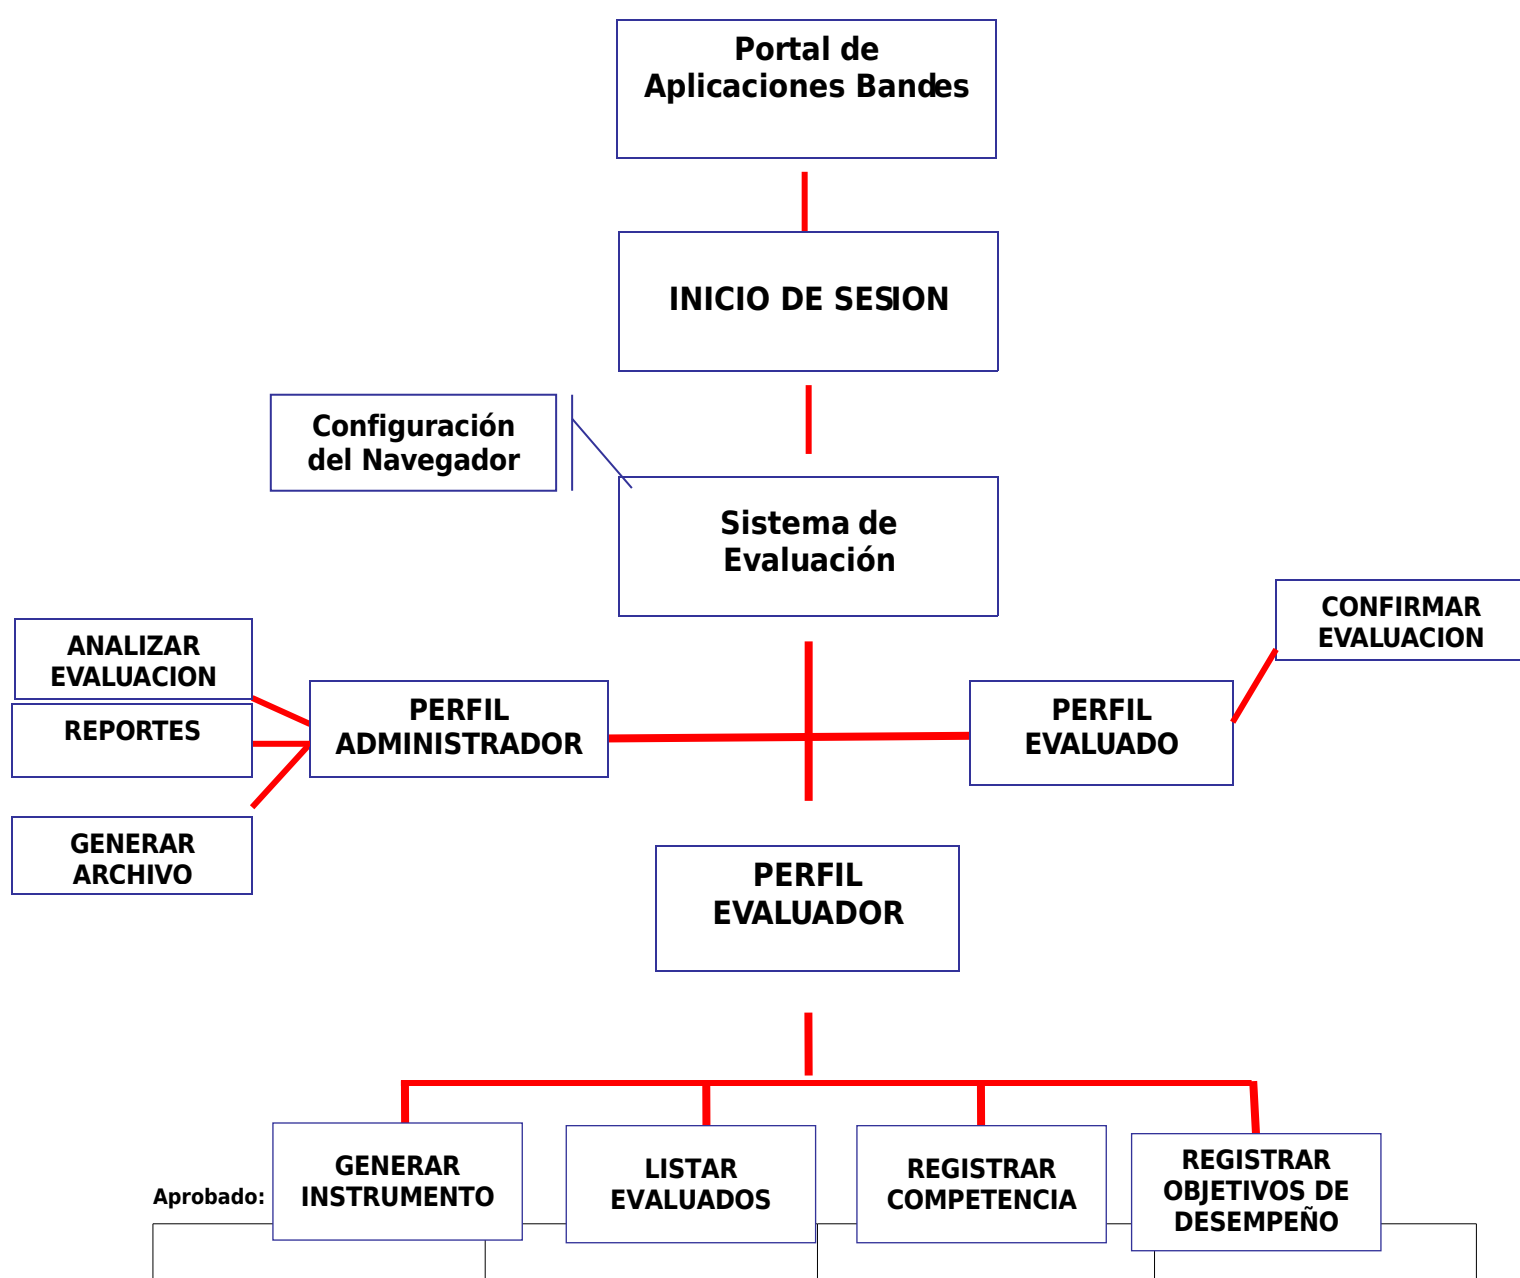 Portal de
Aplicaciones Bandes
INICIO DE SESION
Configuración
del Navegador
Sistema de
Evaluación
CONFIRMAR
EVALUACION
ANALIZAR
EVALUACION
REPORTES
PERFIL
ADMINISTRADOR
PERFIL
EVALUADO
GENERAR
ARCHIVO
PERFIL
EVALUADOR
GENERAR
INSTRUMENTO
LISTAR
EVALUADOS
REGISTRAR
COMPETENCIA
REGISTRAR
OBJETIVOS DE
DESEMPEÑO
Aprobado: